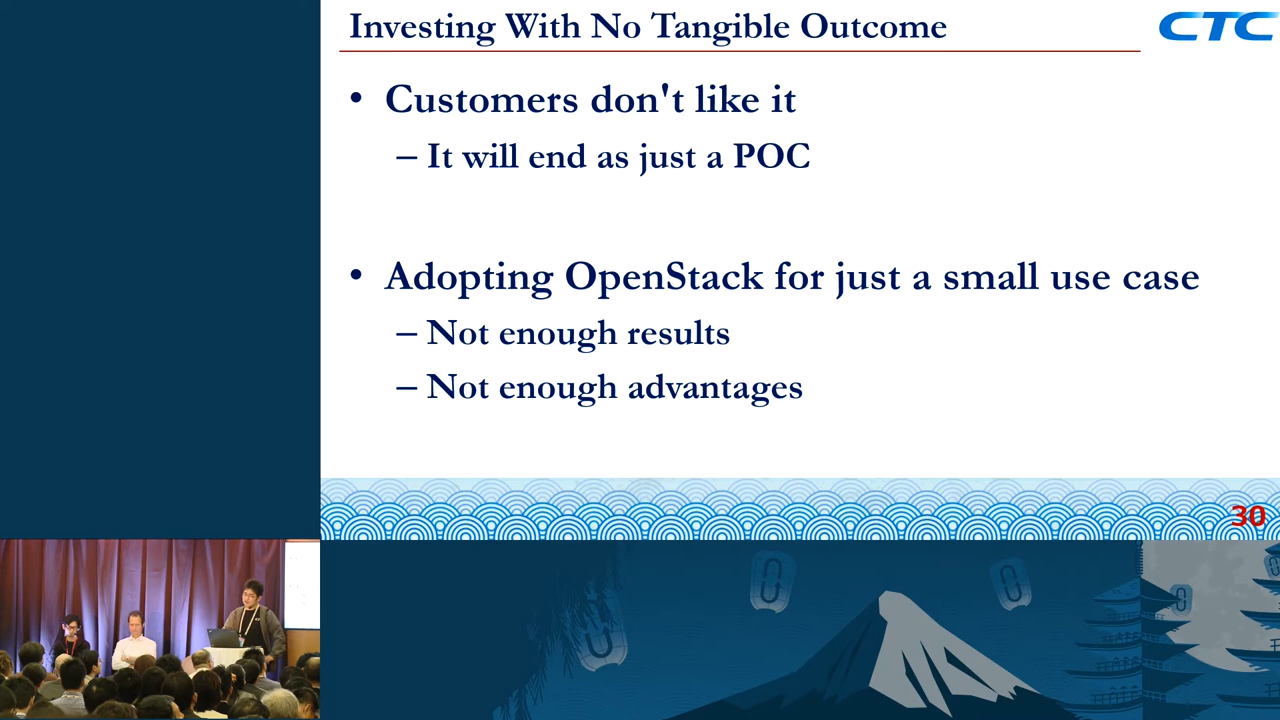 Investing With No Tangible Outcome
CTC
• Customers don't like it
– It will end as just a POC
• Adopting OpenStack for just a small use case
– Not enough results
– Not enough advantages
30